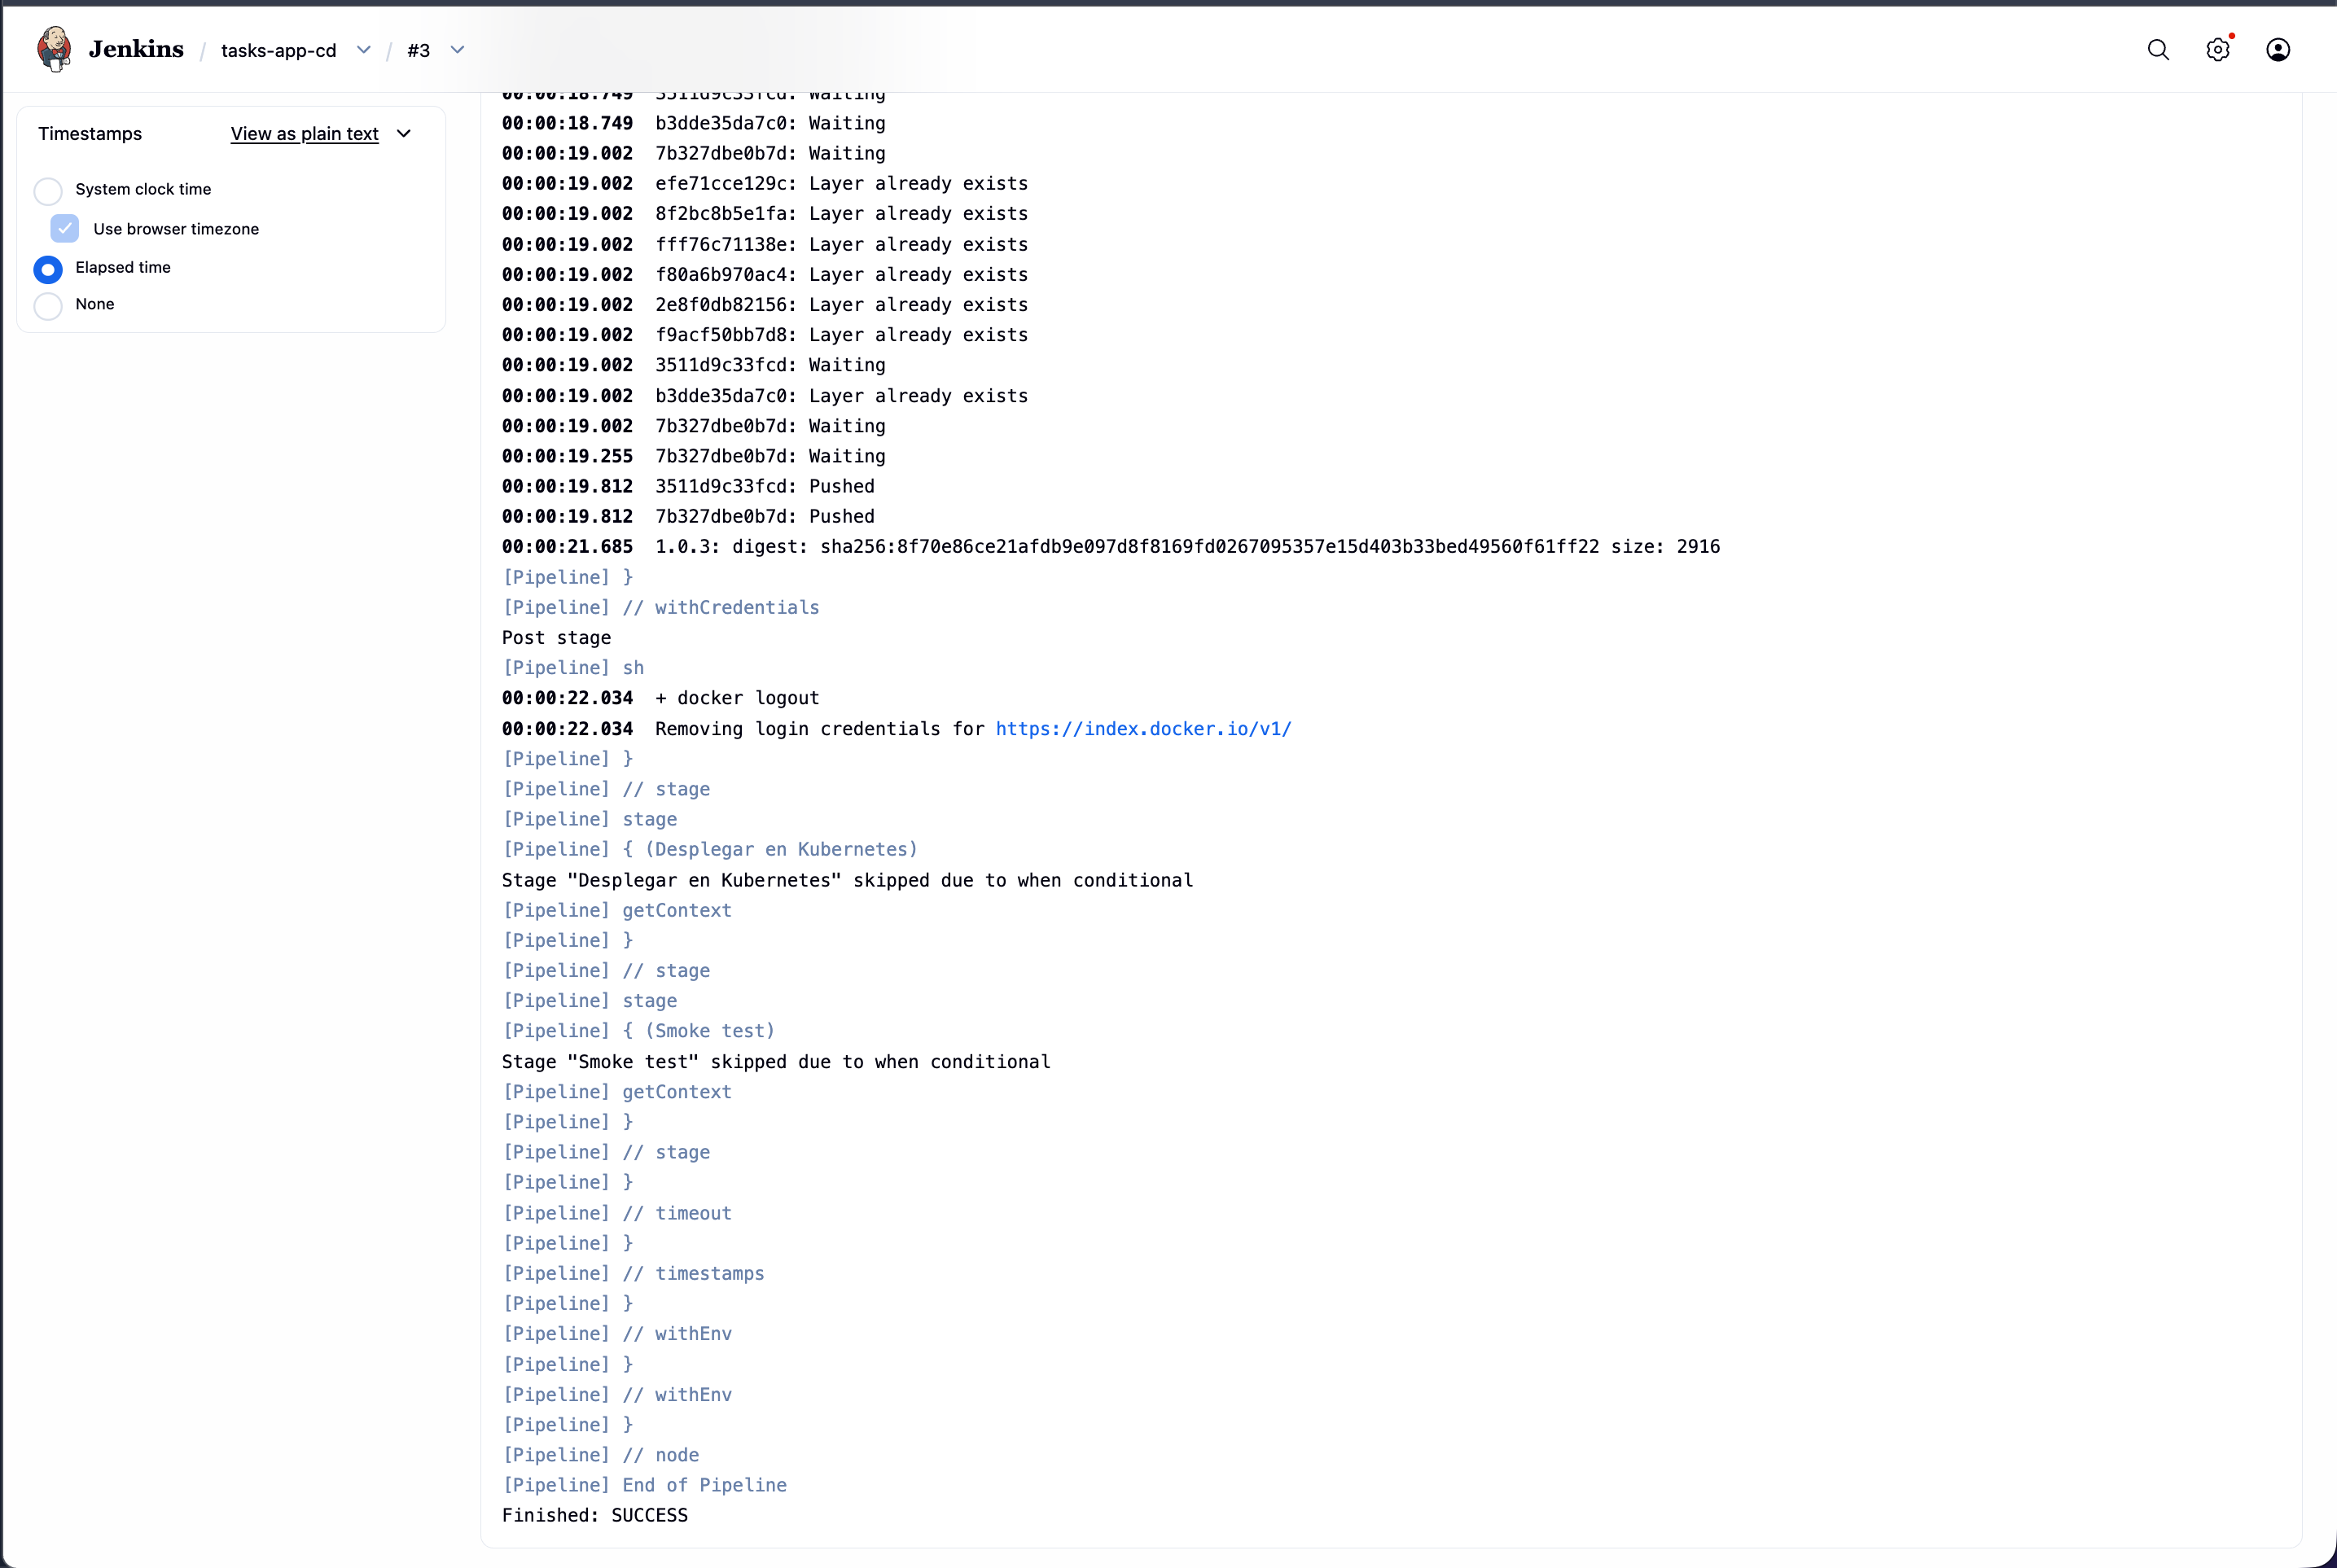 Jenkins / tasks-app-cd / #3
Timestamps View as plain text
System clock time
Use browser timezone
Elapsed time
None
00:00:18.749 3511d9c33fcd: Waiting
00:00:18.749 b3dde35da7c0: Waiting
00:00:19.002 7b327dbe0b7d: Waiting
00:00:19.002 efe71cce129c: Layer already exists
00:00:19.002 8f2bc8b5e1fa: Layer already exists
00:00:19.002 fff76c71138e: Layer already exists
00:00:19.002 f80a6b970ac4: Layer already exists
00:00:19.002 2e8f0db82156: Layer already exists
00:00:19.002 f9acf50bb7d8: Layer already exists
00:00:19.002 3511d9c33fcd: Waiting
00:00:19.002 b3dde35da7c0: Layer already exists
00:00:19.002 7b327dbe0b7d: Waiting
00:00:19.255 7b327dbe0b7d: Waiting
00:00:19.812 3511d9c33fcd: Pushed
00:00:19.812 7b327dbe0b7d: Pushed
00:00:21.685 1.0.3: digest: sha256:8f70e86ce21afdb9e097d8f8169fd0267095357e15d403b33bed49560f61ff22 size: 2916
[Pipeline] }
[Pipeline] // withCredentials
Post stage
[Pipeline] sh
00:00:22.034 + docker logout
00:00:22.034 Removing login credentials for https://index.docker.io/v1/
[Pipeline] }
[Pipeline] // stage
[Pipeline] stage
[Pipeline] { (Desplegar en Kubernetes)
Stage "Desplegar en Kubernetes" skipped due to when conditional
[Pipeline] getContext
[Pipeline] }
[Pipeline] // stage
[Pipeline] stage
[Pipeline] { (Smoke test)
Stage "Smoke test" skipped due to when conditional
[Pipeline] getContext
[Pipeline] }
[Pipeline] // stage
[Pipeline] }
[Pipeline] // timeout
[Pipeline] }
[Pipeline] // timestamps
[Pipeline] }
[Pipeline] // withEnv
[Pipeline] }
[Pipeline] // withEnv
[Pipeline] }
[Pipeline] // node
[Pipeline] End of Pipeline
Finished: SUCCESS